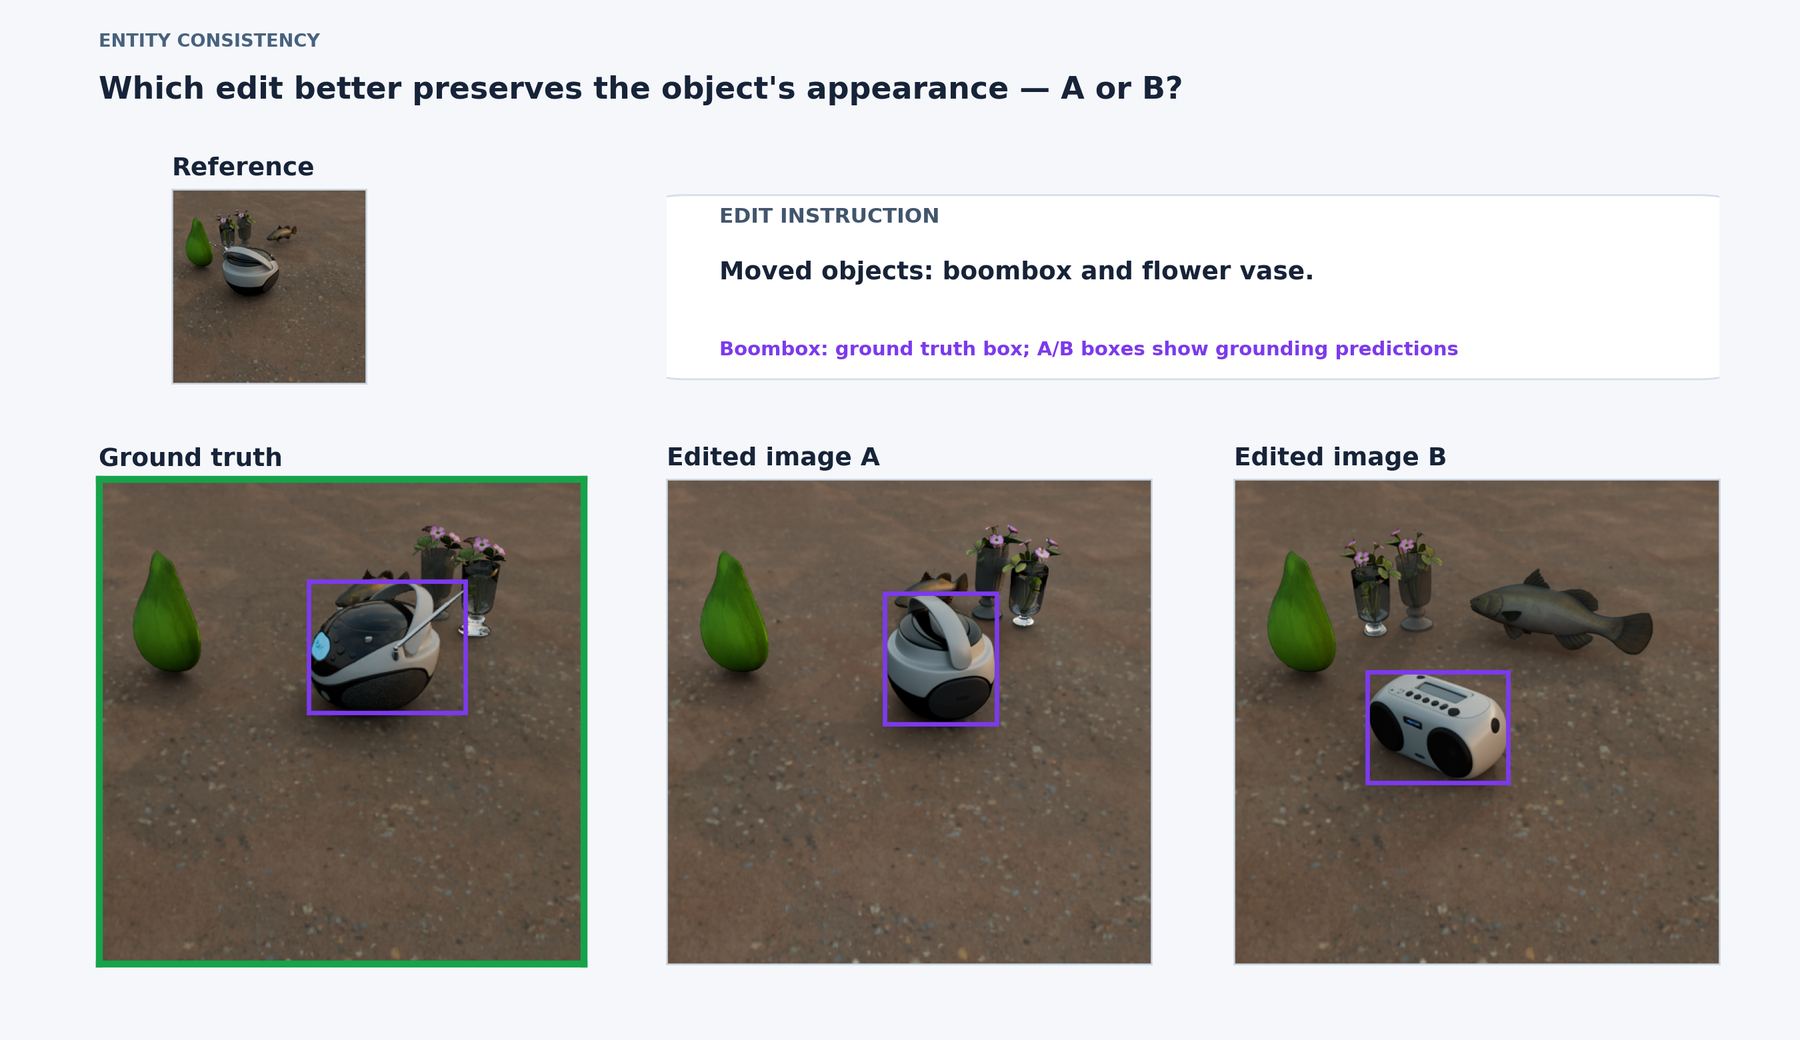 ENTITY CONSISTENCY
Which edit better preserves the object's appearance — A or B?
Reference
EDIT INSTRUCTION
Moved objects: boombox and flower vase.
Boombox: ground truth box; A/B boxes show grounding predictions
Ground truth
Edited image A
Edited image B